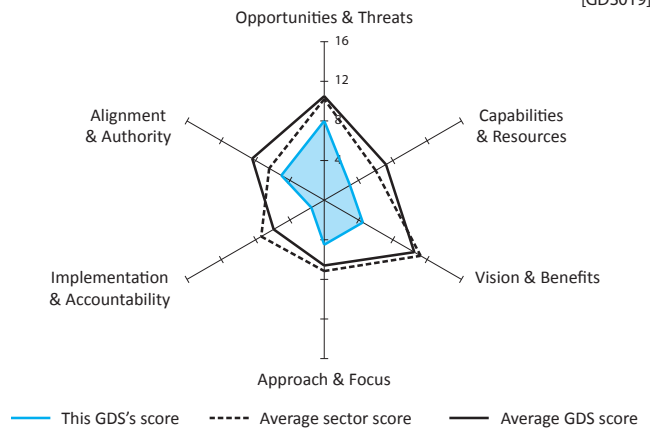 [GDS019]
Opportunities & Threats
16
12
8
4
Alignment
& Authority
Capabilities
& Resources
Implementation
& Accountability
Vision & Benefits
Approach & Focus
This GDS's score
Average sector score
Average GDS score